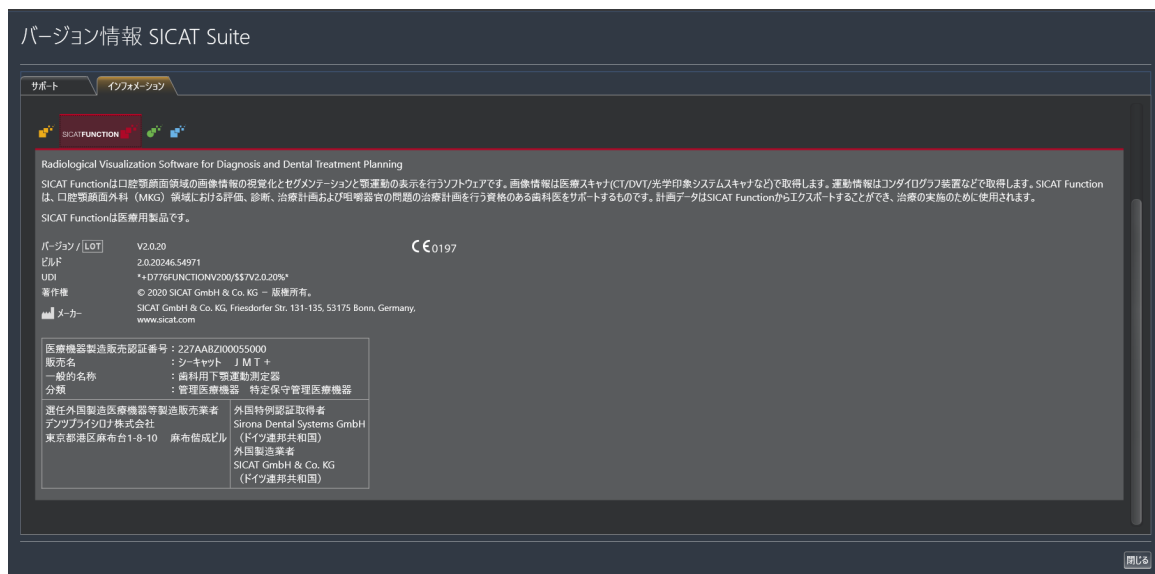 バージョン情報 SICAT Suite
サポート
インフォメーション
SICATFUNCTION
Radiological Visualization Software for Diagnosis and Dental Treatment Planning
SICAT Functionは口腔顎顔面領域の画像情報の視覚化とセグメンテーションと顎運動の表示を行うソフトウェアです。画像情報は医療スキャナ(CT/DVT/光学印象システムスキャナなど)で取得します。運動情報はコンダイログラフ装置などで取得します。SICAT Function
は、口腔顎顔面外科（MKG）領域における評価、診断、治療計画および咀嚼器官の問題の治療計画を行う資格のある歯科医をサポートするものです。計画データはSICAT Functionからエクスポートすることができ、治療の実施のために使用されます。
SICAT Functionは医療用製品です。
バージョン / LOT V2.0.20 CE0197
ビルド 2.0.20246.54971
UDI *+D776FUNCTIONV200/$$7V2.0.20%*
著作権 © 2020 SICAT GmbH & Co. KG – 版権所有。
メーカー SICAT GmbH & Co. KG, Friesdorfer Str. 131-135, 53175 Bonn, Germany,
www.sicat.com
医療機器製造販売認証番号：227AABZI00055000
販売名 ：シーキャット JMT+
一般的名称 ：歯科用下顎運動測定器
分類 ：管理医療機器 特定保守管理医療機器
選任外国製造医療機器等製造販売業者
デンツプライシロナ株式会社
東京都港区麻布台1-8-10 麻布偕成ビル
外国特例認証取得者
Sirona Dental Systems GmbH
（ドイツ連邦共和国）
外国製造業者
SICAT GmbH & Co. KG
（ドイツ連邦共和国）
閉じる